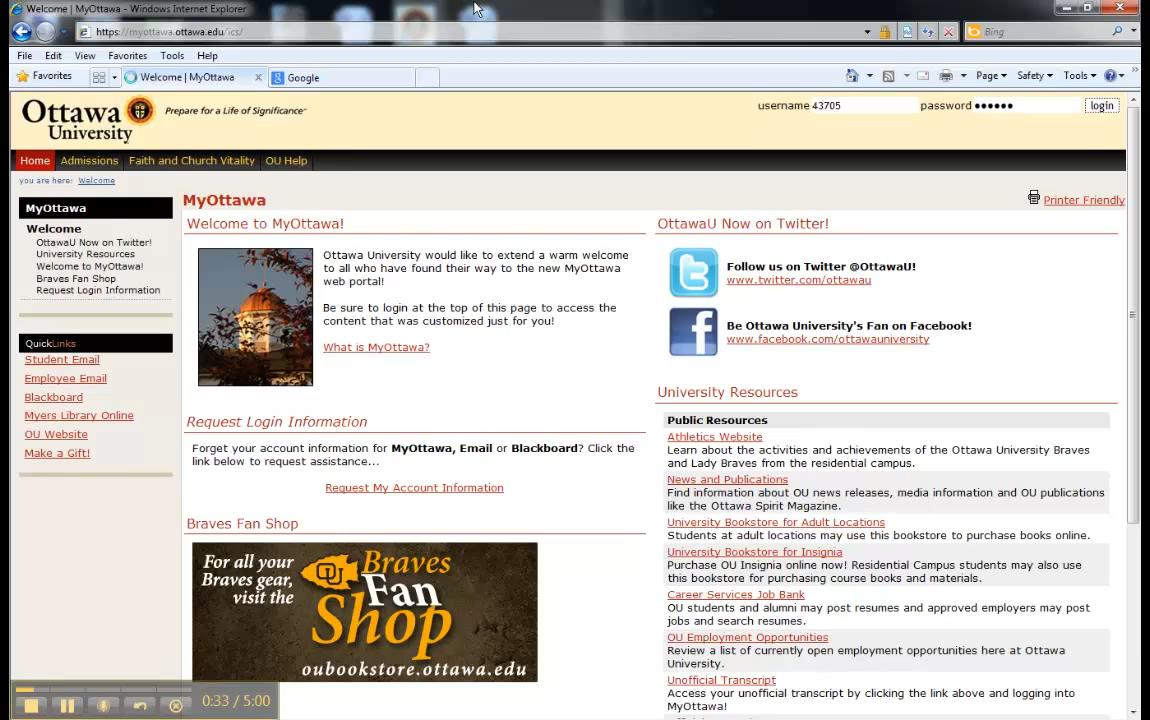 Welcome | MyOttawa - Windows Internet Explorer
https://myottawa.ottawa.edu/ics/
Bing
File Edit View Favorites Tools Help
Favorites
Welcome | MyOttawa
Google
Page Safety Tools
Ottawa University
Prepare for a Life of Significance™
username 43705 password ●●●●●● login
Home Admissions Faith and Church Vitality OU Help
you are here: Welcome
MyOttawa
Welcome
OttawaU Now on Twitter!
University Resources
Welcome to MyOttawa!
Braves Fan Shop
Request Login Information
QuickLinks
Student Email
Employee Email
Blackboard
Myers Library Online
OU Website
Make a Gift!
MyOttawa
Printer Friendly
Welcome to MyOttawa!
Ottawa University would like to extend a warm welcome
to all who have found their way to the new MyOttawa
web portal!
Be sure to login at the top of this page to access the
content that was customized just for you!
What is MyOttawa?
Request Login Information
Forget your account information for MyOttawa, Email or Blackboard? Click the
link below to request assistance...
Request My Account Information
Braves Fan Shop
For all your
Braves gear,
visit the
OU
Braves
Fan
Shop
oubookstore.ottawa.edu
OttawaU Now on Twitter!
Follow us on Twitter @OttawaU!
www.twitter.com/ottawau
Be Ottawa University's Fan on Facebook!
www.facebook.com/ottawauniversity
University Resources
Public Resources
Athletics Website
Learn about the activities and achievements of the Ottawa University Braves
and Lady Braves from the residential campus.
News and Publications
Find information about OU news releases, media information and OU publications
like the Ottawa Spirit Magazine.
University Bookstore for Adult Locations
Students at adult locations may use this bookstore to purchase books online.
University Bookstore for Insignia
Purchase OU Insignia online now! Residential Campus students may also use
this bookstore for purchasing course books and materials.
Career Services Job Bank
OU students and alumni may post resumes and approved employers may post
jobs and search resumes.
OU Employment Opportunities
Review a list of currently open employment opportunities here at Ottawa
University.
Unofficial Transcript
Access your unofficial transcript by clicking the link above and logging into
MyOttawa!
0:33 / 5:00